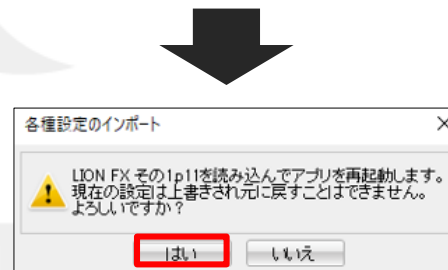 各種設定のインポート
LION FX その1p11を読み込んでアプリを再起動します。
現在の設定は上書きされ元に戻すことはできません。
よろしいですか？
はい
いいえ